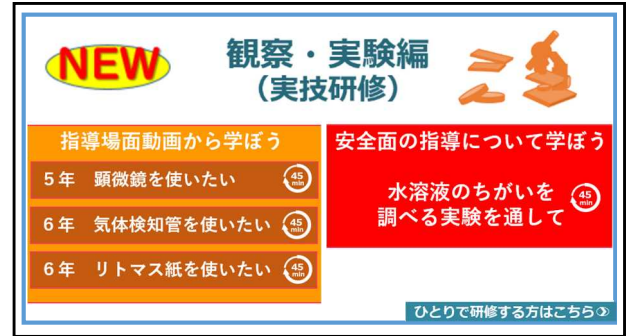 NEW
観察・実験編
（実技研修）
指導場面動画から学ぼう
5年 顕微鏡を使いたい 45 min
6年 気体検知管を使いたい 45 min
6年 リトマス紙を使いたい 45 min
安全面の指導について学ぼう
水溶液のちがいを
調べる実験を通して 45 min
ひとりで研修する方はこちら②